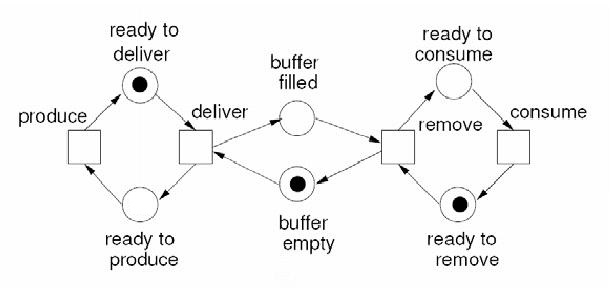 ready to
deliver
buffer
filled
ready to
consume
produce
deliver
remove
consume
ready to
produce
buffer
empty
ready to
remove